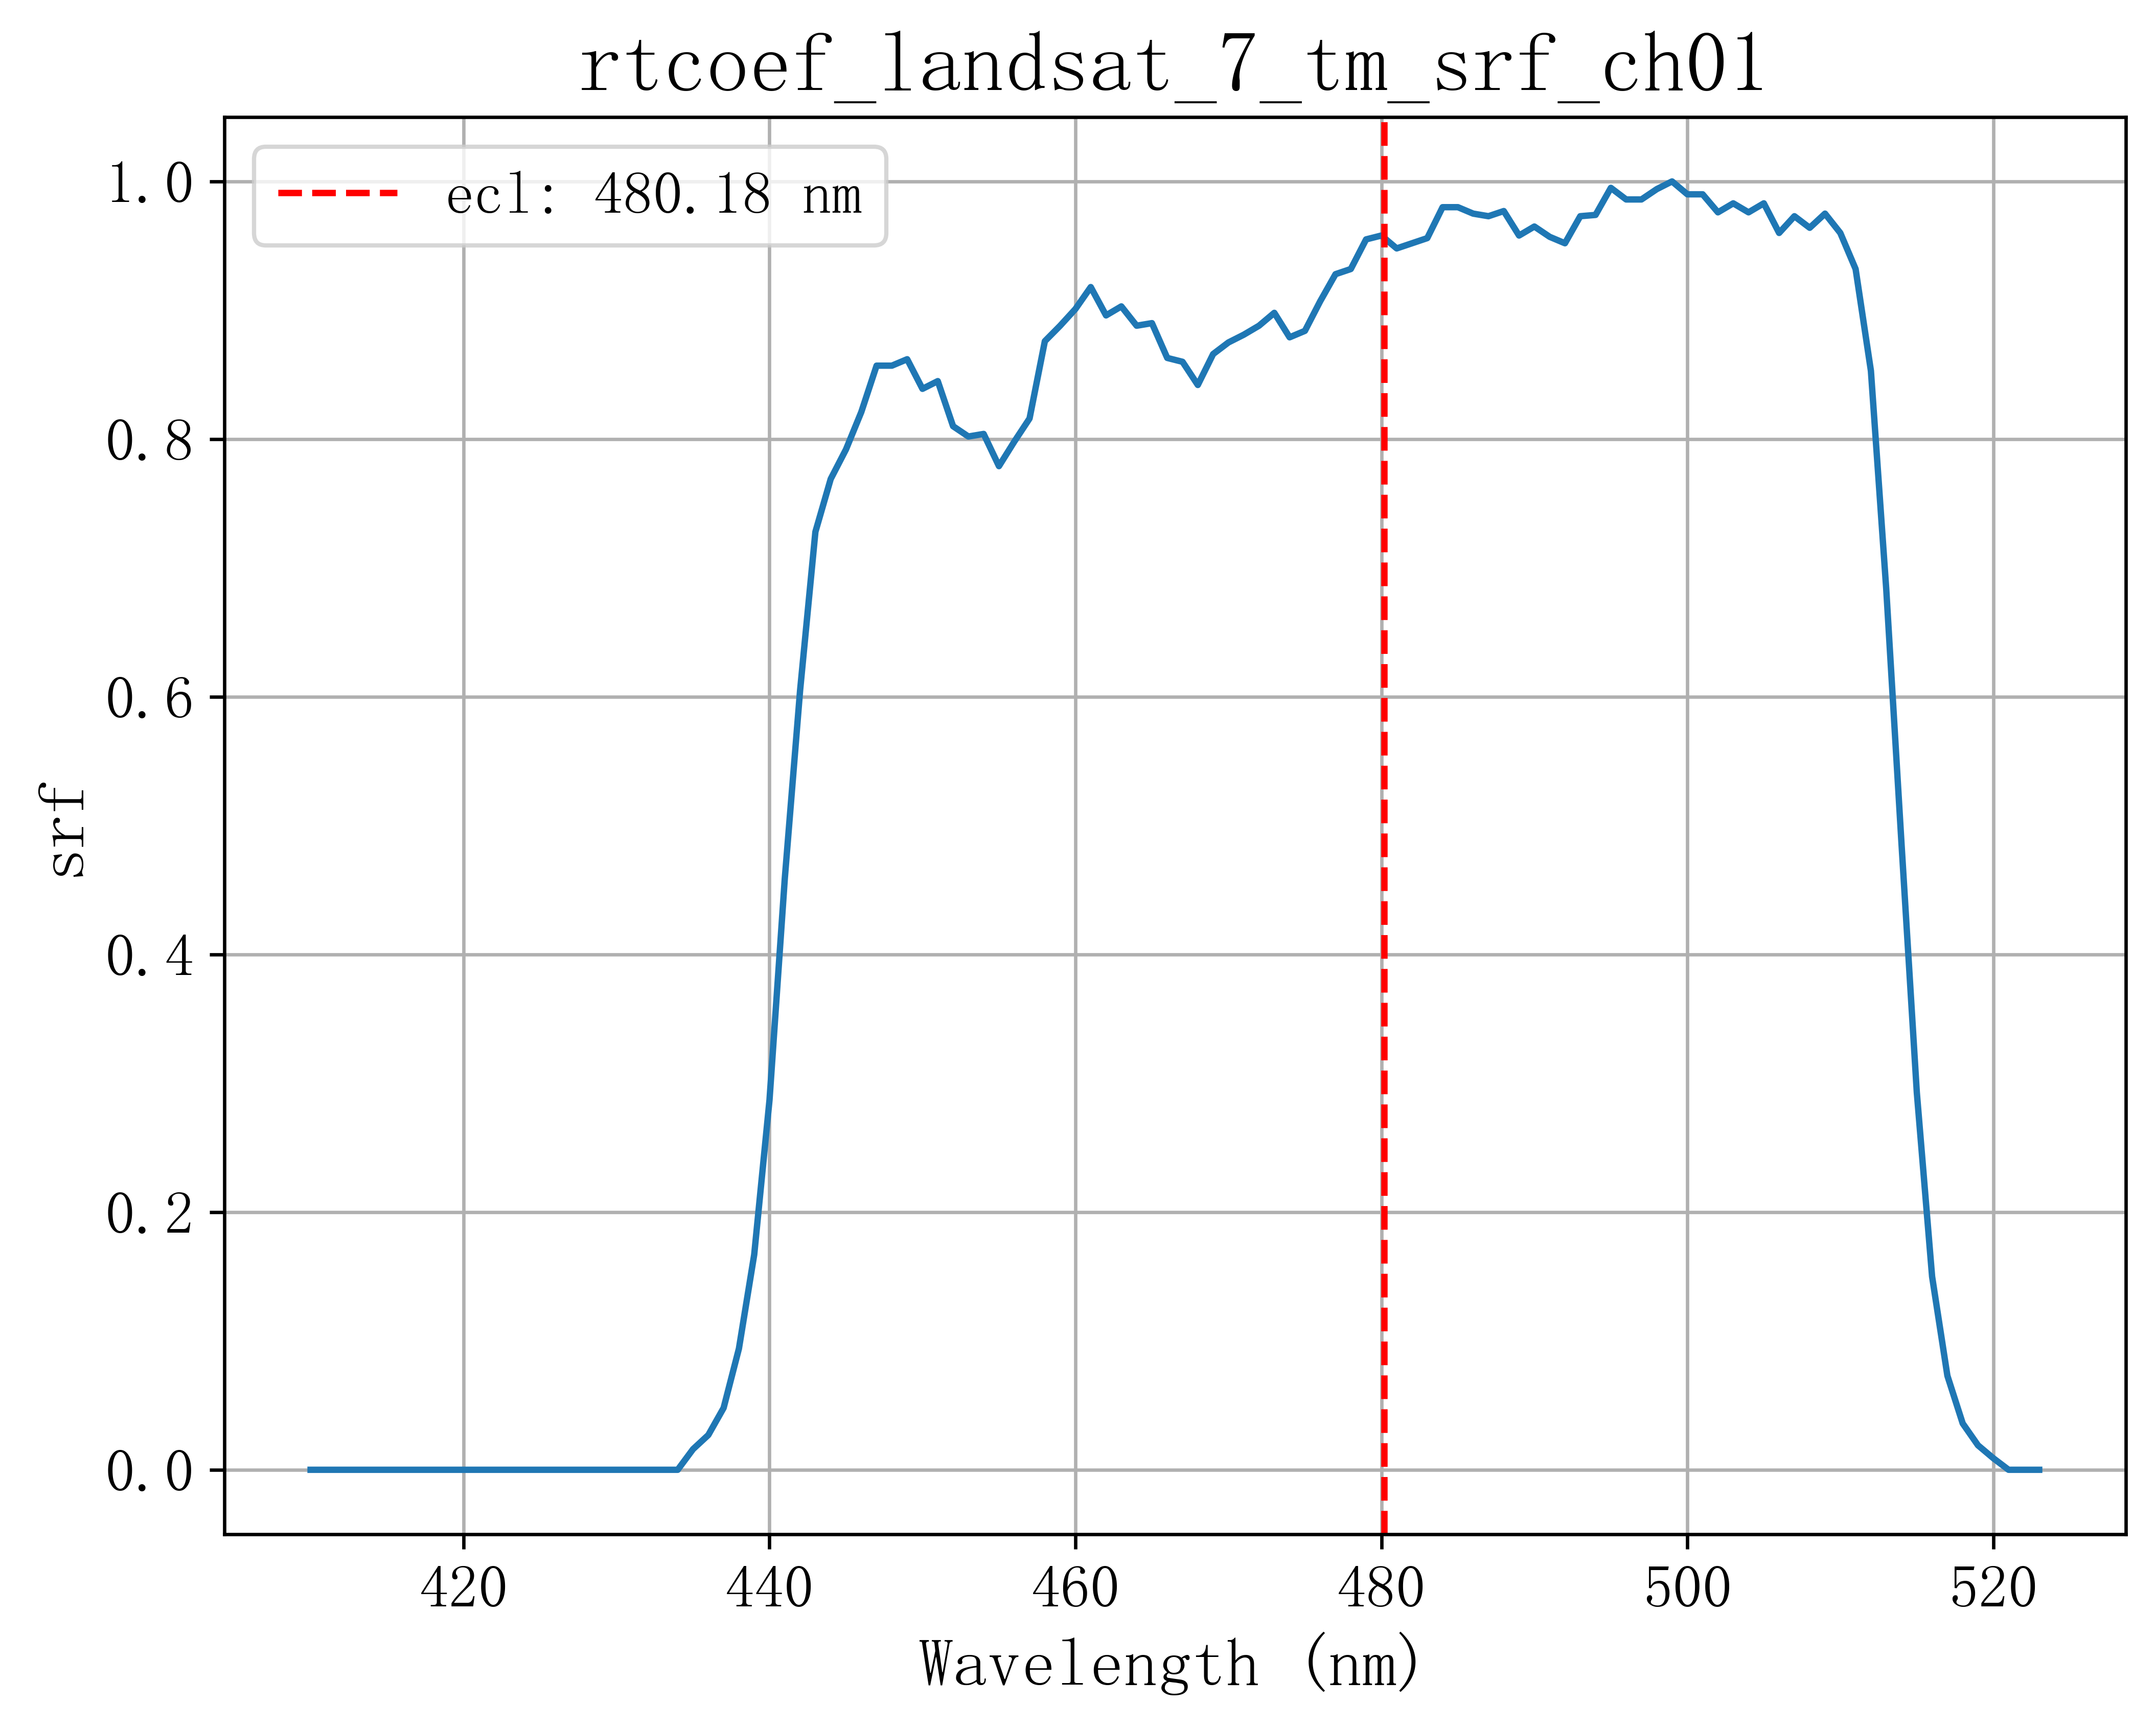 rtcoef_landsat_7_tm_srf_ch01
ecl: 480.18 nm
1.0
0.8
0.6
0.4
0.2
0.0
srf
420 440 460 480 500 520
Wavelength (nm)